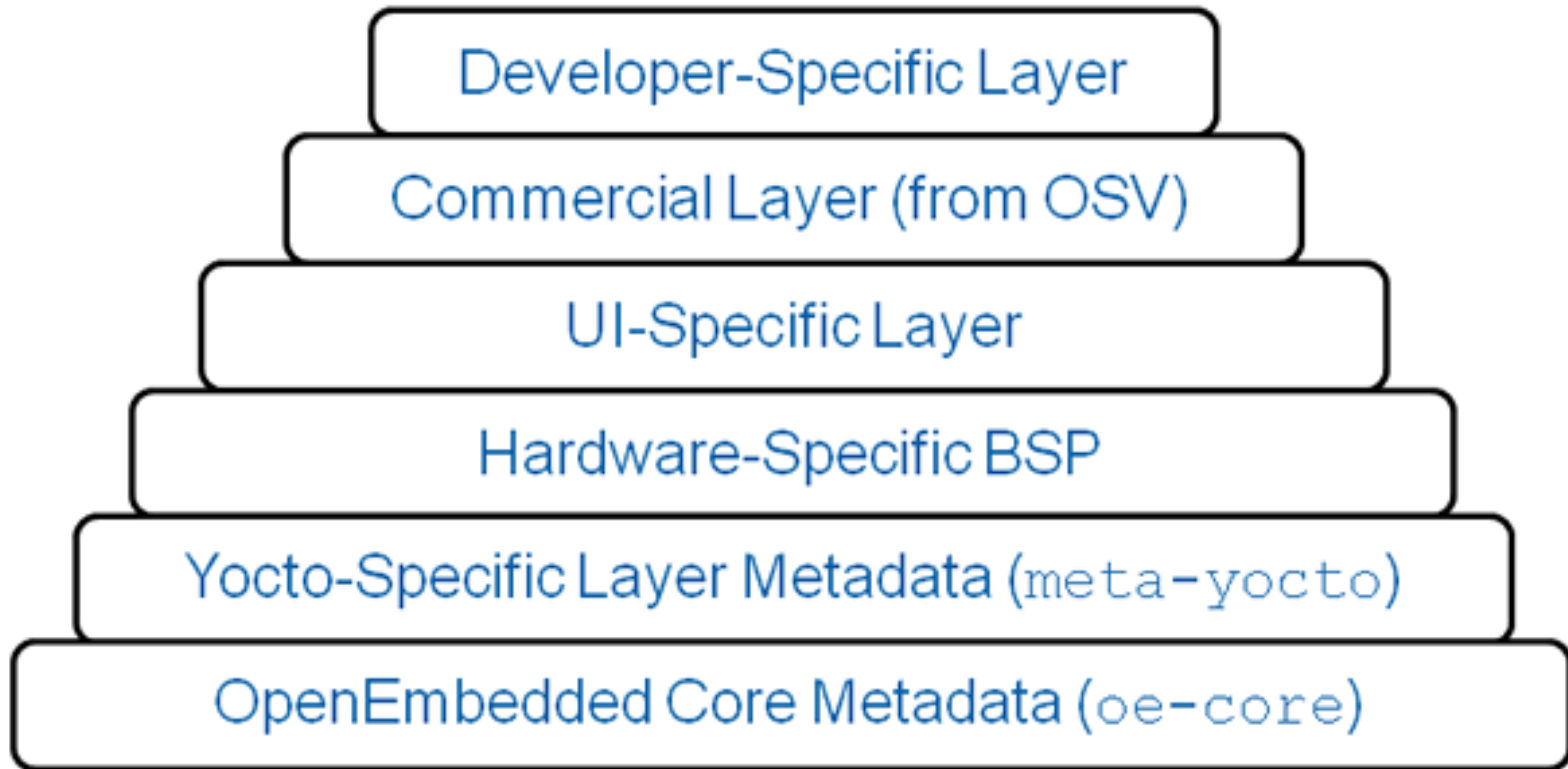 Developer-Specific Layer
Commercial Layer (from OSV)
UI-Specific Layer
Hardware-Specific BSP
Yocto-Specific Layer Metadata (meta-yocto)
OpenEmbedded Core Metadata (oe-core)